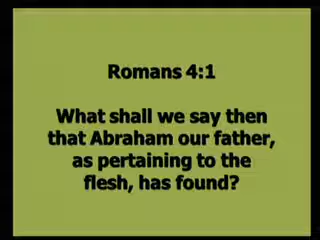 Romans 4:1
What shall we say then
that Abraham our father,
as pertaining to the
flesh, has found?